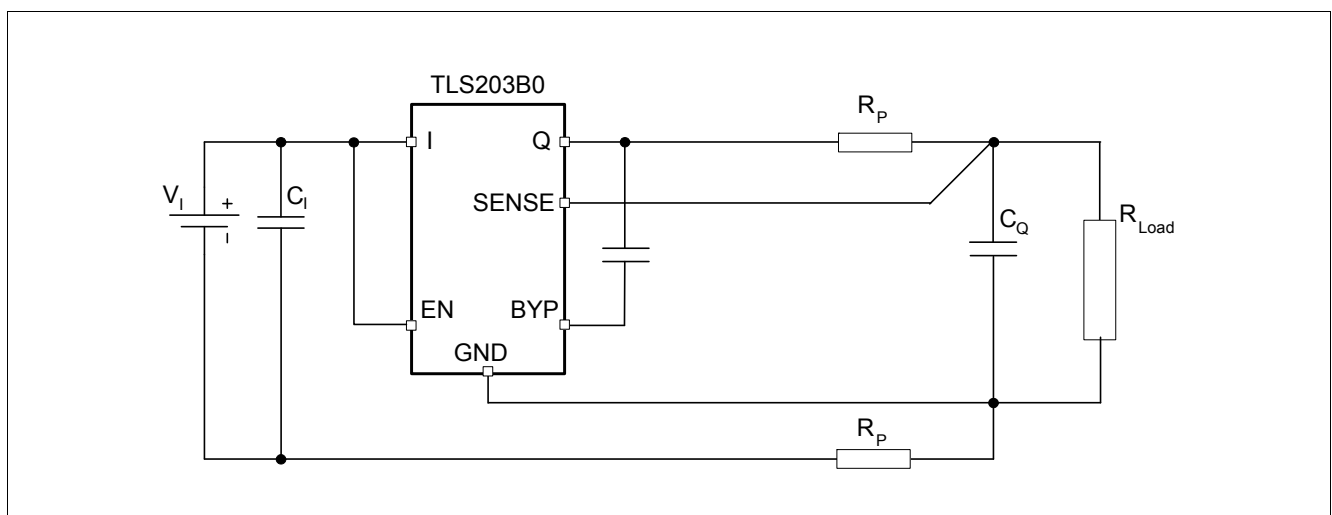 TLS203B0
R_P
I
Q
V_I
+
C_I
SENSE
C_Q
R_Load
EN
BYP
GND
R_P